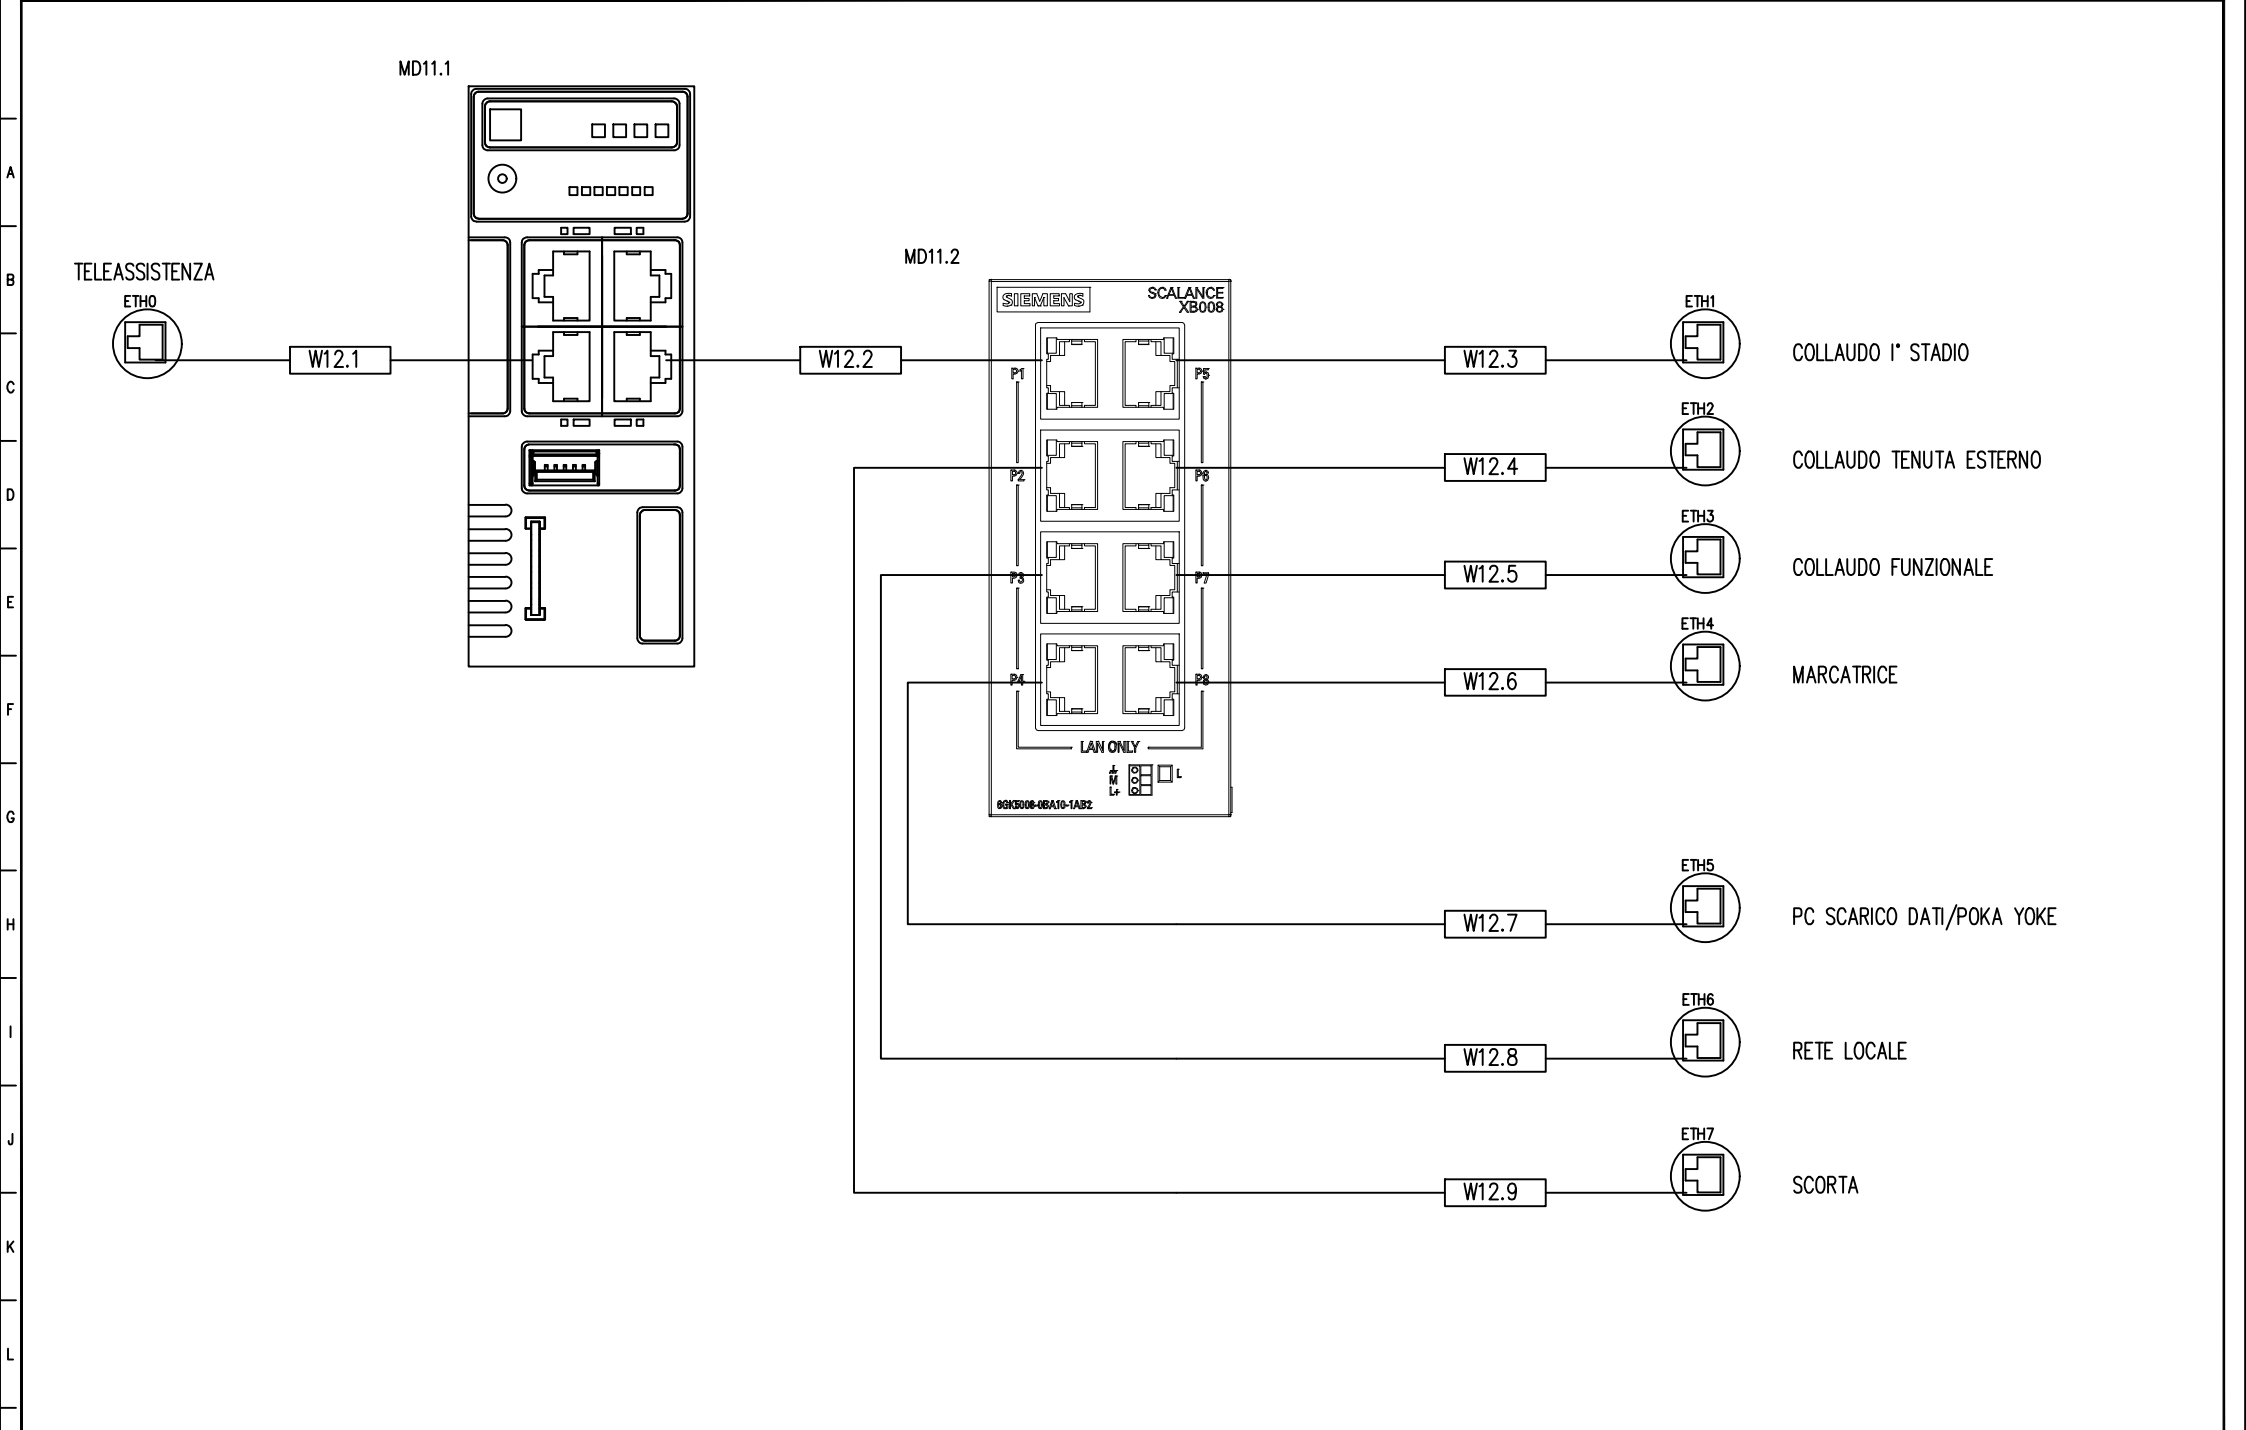 MD11.1
A
MD11.2
B
TELEASSISTENZA
ETH0
W12.1
W12.2
SIEMENS
SCALANCE
XB008
P1
P5
P2
P6
P3
P7
P4
P8
LAN ONLY
M
L+
L
6GK5008-0BA10-1AB2
W12.3
ETH1
COLLAUDO I° STADIO
C
W12.4
ETH2
COLLAUDO TENUTA ESTERNO
D
W12.5
ETH3
COLLAUDO FUNZIONALE
E
W12.6
ETH4
MARCATRICE
F
G
W12.7
ETH5
PC SCARICO DATI/POKA YOKE
H
W12.8
ETH6
RETE LOCALE
I
J
W12.9
ETH7
SCORTA
K
L